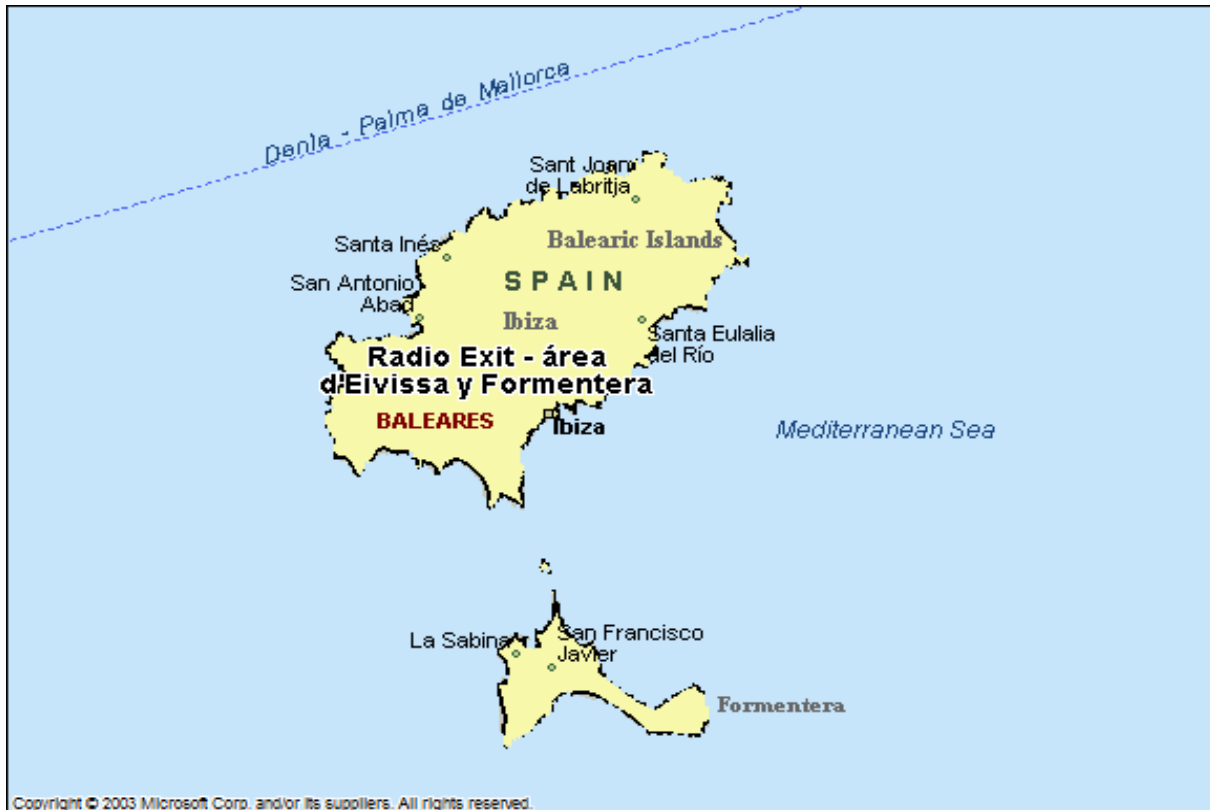 Denia - Palma de Mallorca
Sant Joan
de Labritja
Balearic Islands
Santa Inés
SPAIN
San Antonio
Abad
Ibiza
Santa Eulalia
del Río
Radio Exit - área
d'Eivissa y Formentera
BALEARES
Ibiza
Mediterranean Sea
La Sabina
San Francisco
Javier
Formentera
Copyright © 2003 Microsoft Corp. and/or its suppliers. All rights reserved.